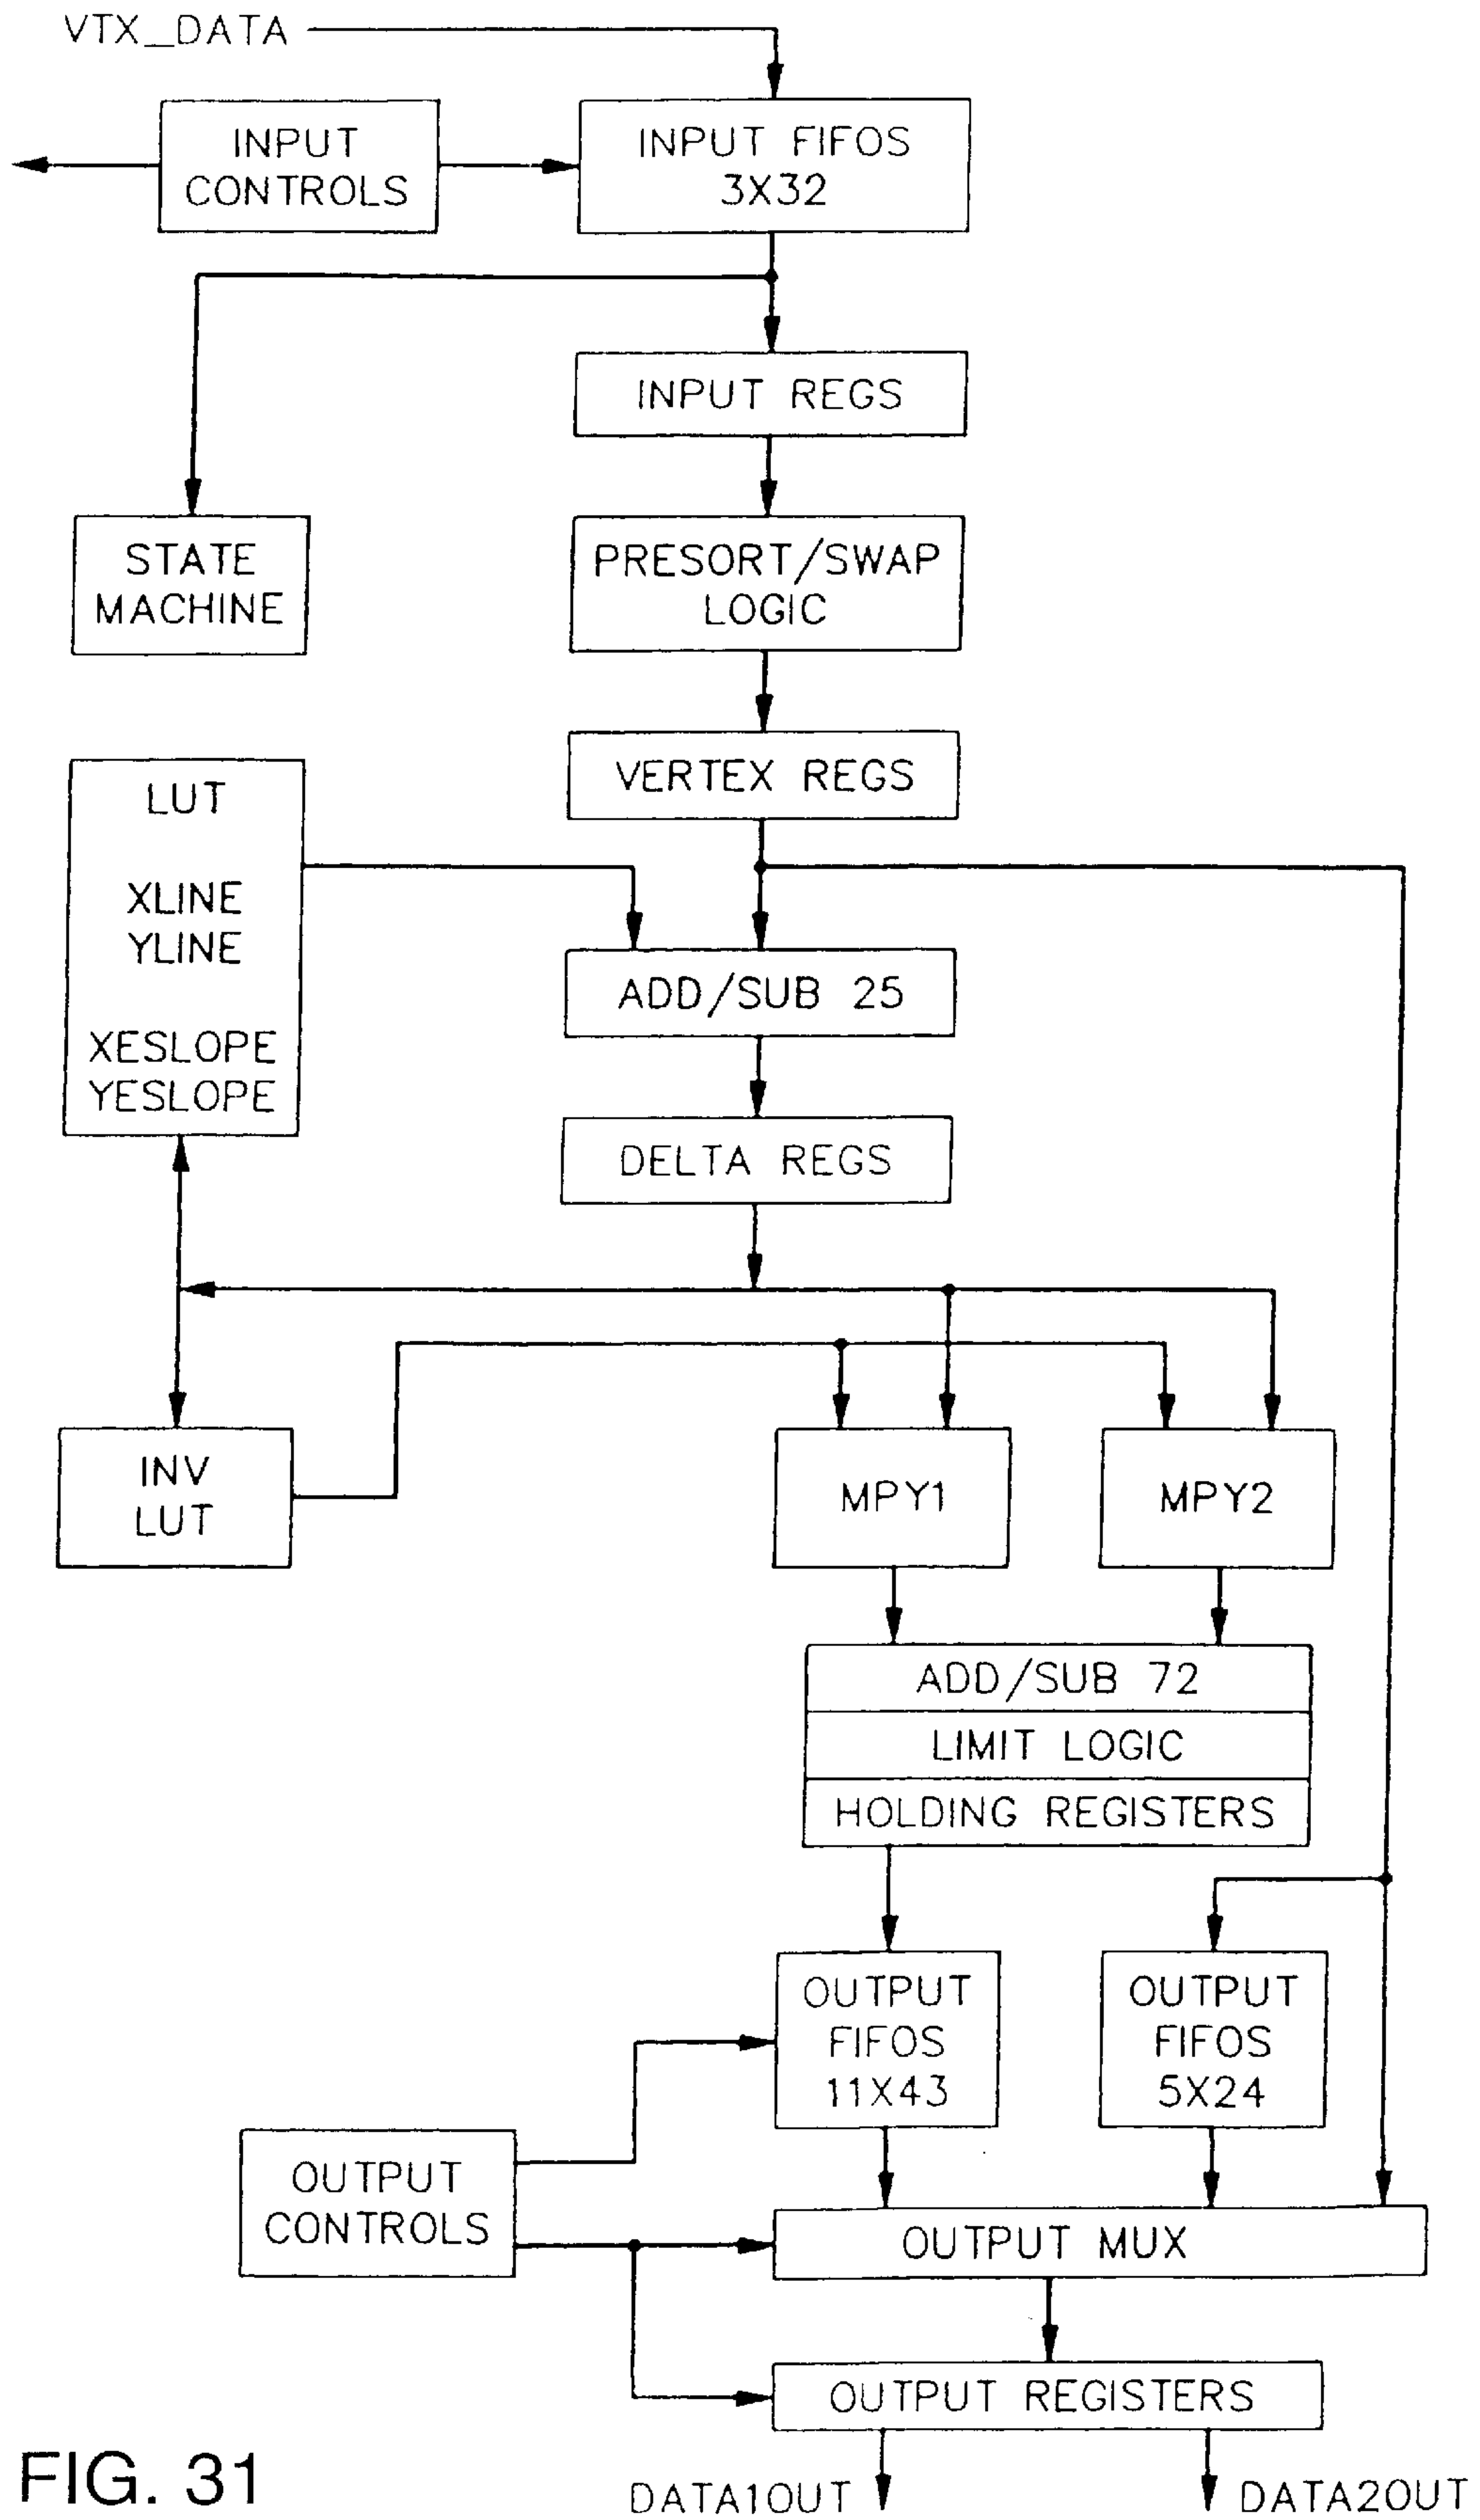 VTX_DATA
INPUT
CONTROLS
INPUT FIFOS
3X32
INPUT REGS
STATE
MACHINE
PRESORT/SWAP
LOGIC
VERTEX REGS
LUT
XLINE
YLINE
XESLOPE
YESLOPE
ADD/SUB 25
DELTA REGS
INV
LUT
MPY1
MPY2
ADD/SUB 72
LIMIT LOGIC
HOLDING REGISTERS
OUTPUT
FIFOS
11X43
OUTPUT
FIFOS
5X24
OUTPUT
CONTROLS
OUTPUT MUX
OUTPUT REGISTERS
DATA1OUT
DATA2OUT
FIG. 31